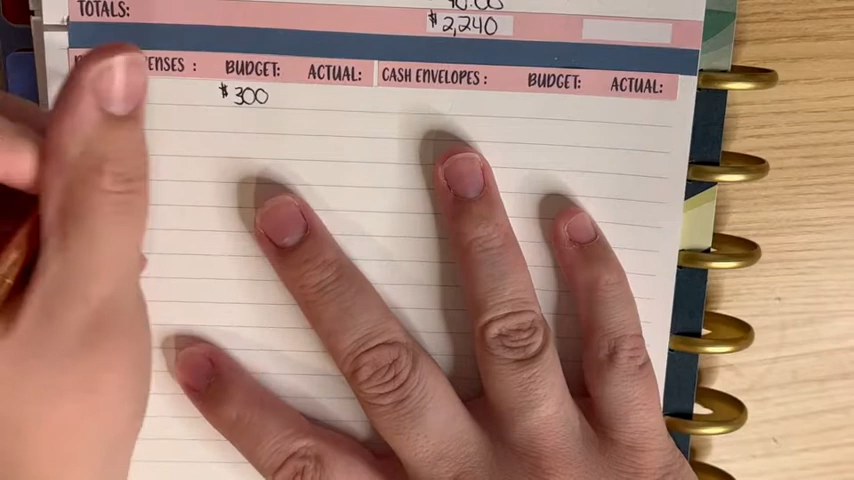 TOTALS:
$2,240
ENSES: BUDGET: ACTUAL: CASH ENVELOPES: BUDGET: ACTUAL:
$300